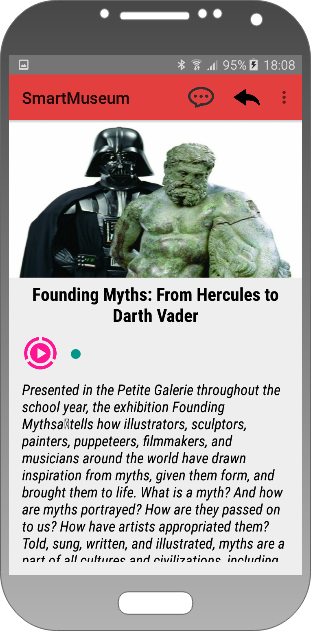 95% 18:08
SmartMuseum
Founding Myths: From Hercules to
Darth Vader
Presented in the Petite Galerie throughout the
school year, the exhibition Founding
tells how illustrators, sculptors,
painters, puppeteers, filmmakers, and
musicians around the world have drawn
inspiration from myths, given them form, and
brought them to life. What is a myth? And how
are myths portrayed? How are they passed on
to us? How have artists appropriated them?
Told, sung, written, and illustrated, myths are a
part of all cultures and civilizations, including